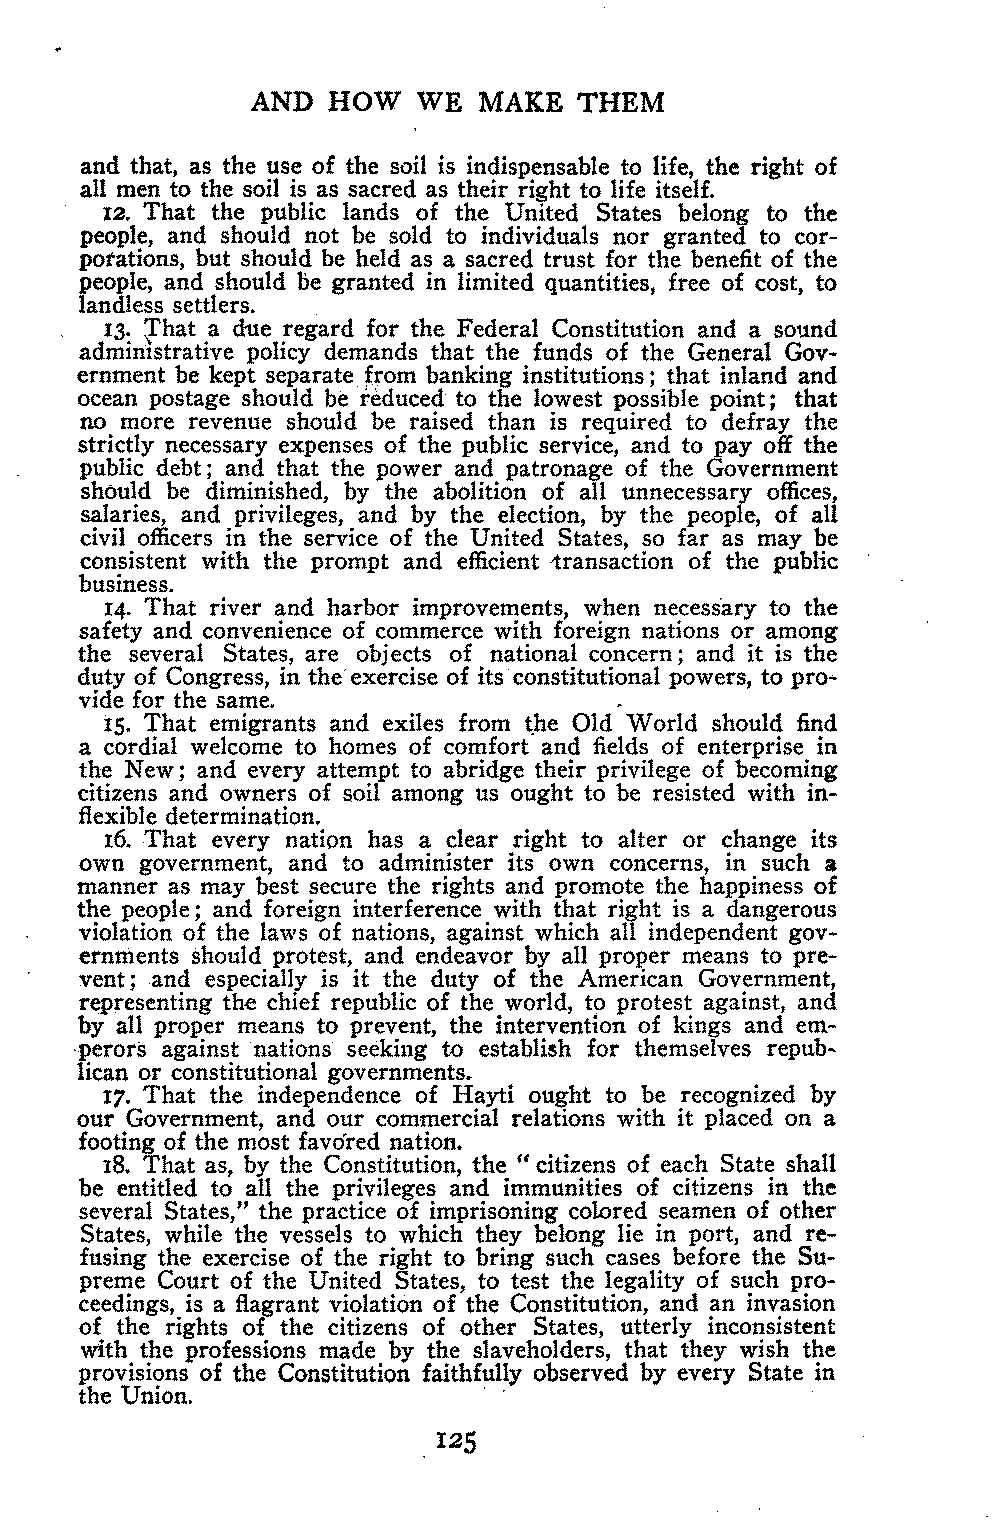 AND HOW WE MAKE THEM
and that, as the use of the soil is indispensable to life, the right of
all men to the soil is as sacred as their right to life itself.
12. That the public lands of the United States belong to the
people, and should not be sold to individuals nor granted to cor-
porations, but should be held as a sacred trust for the benefit of the
people, and should be granted in limited quantities, free of cost, to
landless settlers.
13. That a due regard for the Federal Constitution and a sound
administrative policy demands that the funds of the General Gov-
ernment be kept separate from banking institutions; that inland and
ocean postage should be reduced to the lowest possible point; that
no more revenue should be raised than is required to defray the
strictly necessary expenses of the public service, and to pay off the
public debt; and that the power and patronage of the Government
should be diminished, by the abolition of all unnecessary offices,
salaries, and privileges, and by the election, by the people, of all
civil officers in the service of the United States, so far as may be
consistent with the prompt and efficient transaction of the public
business.
14. That river and harbor improvements, when necessary to the
safety and convenience of commerce with foreign nations or among
the several States, are objects of national concern; and it is the
duty of Congress, in the exercise of its constitutional powers, to pro-
vide for the same.
15. That emigrants and exiles from the Old World should find
a cordial welcome to homes of comfort and fields of enterprise in
the New; and every attempt to abridge their privilege of becoming
citizens and owners of soil among us ought to be resisted with in-
flexible determination.
16. That every nation has a clear right to alter or change its
own government, and to administer its own concerns, in such a
manner as may best secure the rights and promote the happiness of
the people; and foreign interference with that right is a dangerous
violation of the laws of nations, against which all independent gov-
ernments should protest, and endeavor by all proper means to pre-
vent; and especially is it the duty of the American Government,
representing the chief republic of the world, to protest against, and
by all proper means to prevent, the intervention of kings and em-
perors against nations seeking to establish for themselves repub-
lican or constitutional governments.
17. That the independence of Hayti ought to be recognized by
our Government, and our commercial relations with it placed on a
footing of the most favored nation.
18. That as, by the Constitution, the "citizens of each State shall
be entitled to all the privileges and immunities of citizens in the
several States," the practice of imprisoning colored seamen of other
States, while the vessels to which they belong lie in port, and re-
fusing the exercise of the right to bring such cases before the Su-
preme Court of the United States, to test the legality of such pro-
ceedings, is a flagrant violation of the Constitution, and an invasion
of the rights of the citizens of other States, utterly inconsistent
with the professions made by the slaveholders, that they wish the
provisions of the Constitution faithfully observed by every State in
the Union.
125